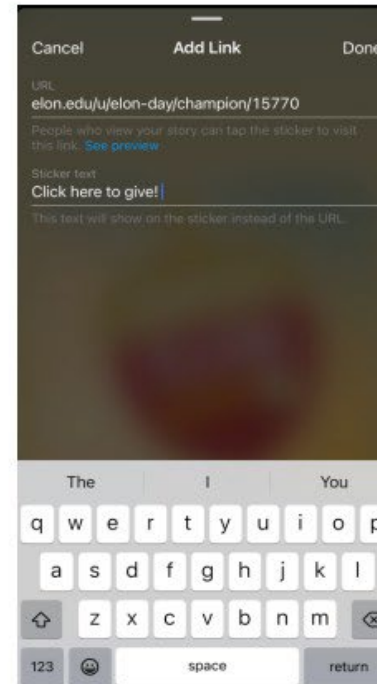 Cancel Add Link Done
URL
elon.edu/u/elon-day/champion/15770
People who view your story can tap the sticker to visit
this link. See preview
Sticker text
Click here to give!
This text will show on the sticker instead of the URL.
The I You
q w e r t y u i o p
a s d f g h j k l
z x c v b n m
123 space return